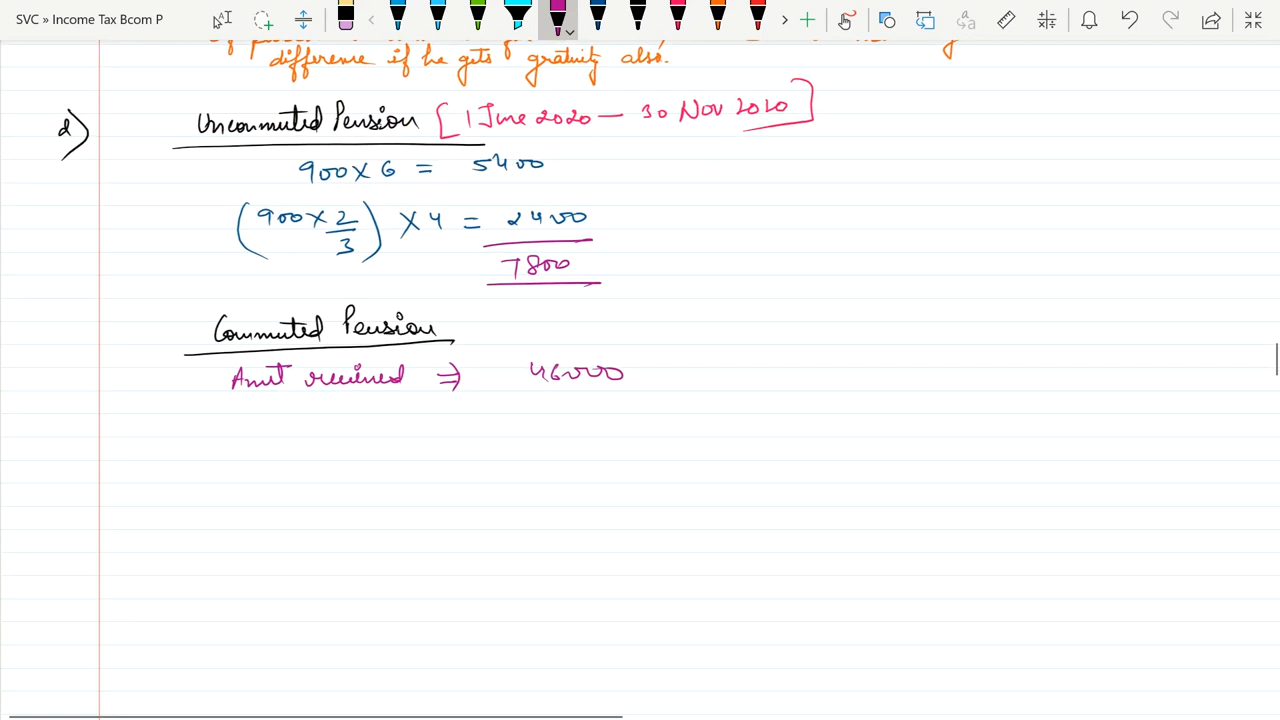 SVC » Income Tax Bcom P
difference if he gets gratuity also.
d) Uncommuted Pension [1 June 2020 — 30 Nov 2020]
900 X 6 = 5400
(900 X 2/3) X 4 = 2400
7800
Commuted Pension
Amt received ⇒ 46000